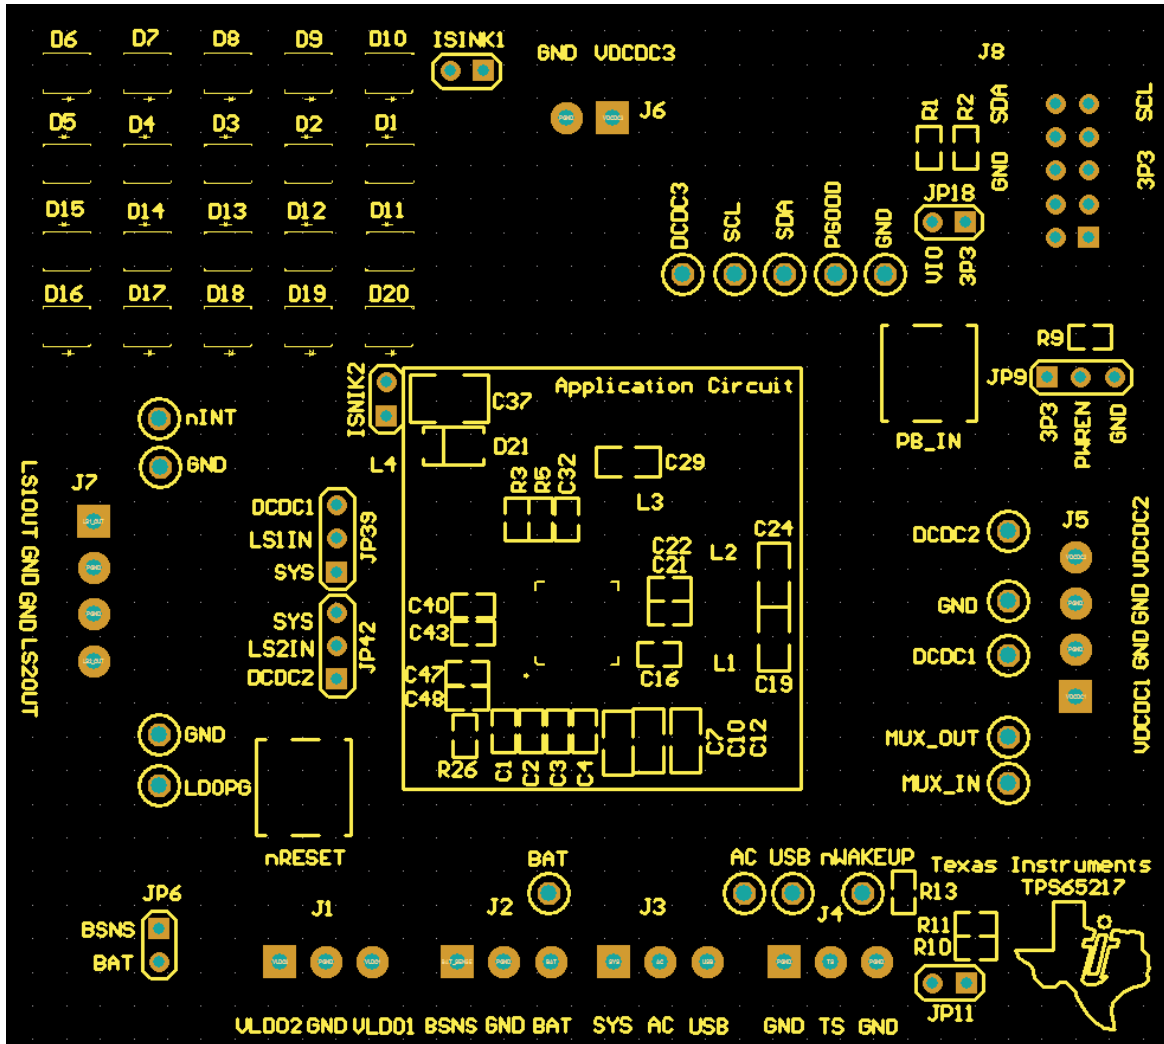 D6 D7 D8 D9 D10 ISINK1
GND VDCDC3
J8
J6
R1 R2 SDA SCL
D5 D4 D3 D2 D1
GND 3P3
JP18
D15 D14 D13 D12 D11
DCDC3 SCL SDA PGOOD GND
VIO 3P3
D16 D17 D18 D19 D20
R9
JP9
3P3 PWREN GND
PB_IN
ISNIK2
Application Circuit
C37
D21
L4
nINT
GND
J7
LS1OUT GND GND LS2OUT
R3 R5 C32
C29
L3
DCDC1
LS1IN
SYS
JP39
SYS
LS2IN
DCDC2
JP42
C24
C22
C21
L2
C40
C43
C47
C48
C16
L1
C19
R26 C1 C2 C3 C4 C7 C10 C12
DCDC2
GND
DCDC1
J5
VDCDC1 GND GND VDCDC2
MUX_OUT
MUX_IN
GND
LDOPG
nRESET
BAT
AC USB nWAKEUP
R13
Texas Instruments
TPS65217
JP6
BSNS
BAT
J1 J2 J3 J4
R11
R10
JP11
VLDO2 GND VLDO1 BSNS GND BAT SYS AC USB GND TS GND